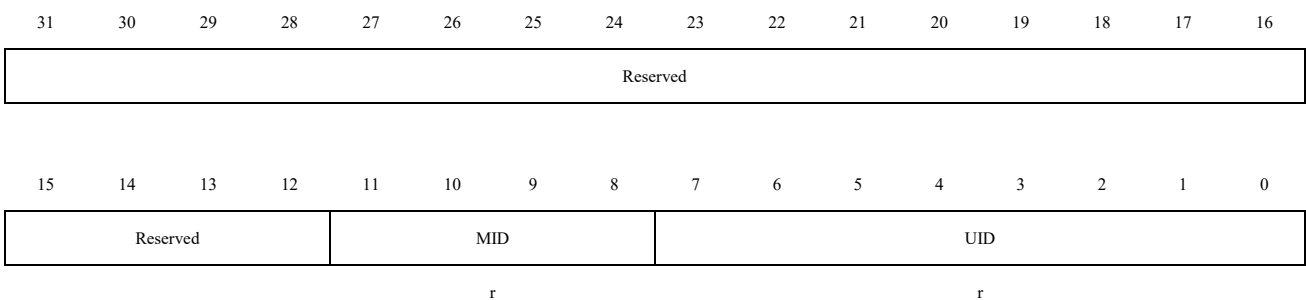 31 30 29 28 27 26 25 24 23 22 21 20 19 18 17 16
Reserved
15 14 13 12 11 10 9 8 7 6 5 4 3 2 1 0
Reserved MID UID
r r